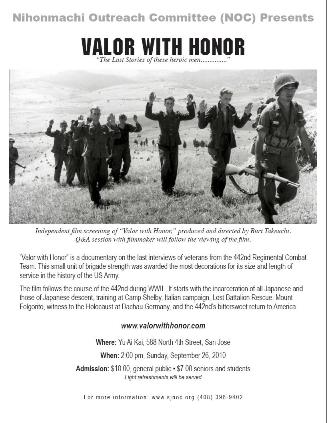 Nihonmachi Outreach Committee (NOC) Presents
VALOR WITH HONOR
"The Last Stories of these heroic men.............."
Independent film screening of "Valor with Honor," produced and directed by Burt Takeuchi.
Q&A session with filmmaker will follow the viewing of the film.
"Valor with Honor" is a documentary on the last interviews of veterans from the 442nd Regimental Combat
Team. This small unit of brigade strength was awarded the most decorations for its size and length of
service in the history of the US Army.
The film follows the course of the 442nd during WWII. It starts with the incarceration of all Japanese and
those of Japanese descent, training at Camp Shelby, Italian campaign, Lost Battalion Rescue, Mount
Folgorito, witness to the Holocaust at Dachau Germany, and the 442nd's bittersweet return to America.
www.valorwithhonor.com
Where: Yu-Ai Kai, 588 North 4th Street, San Jose
When: 2:00 pm, Sunday, September 26, 2010
Admission: $10.00, general public • $7.00 seniors and students
Light refreshments will be served
For more information: www.sjnoc.org (408)